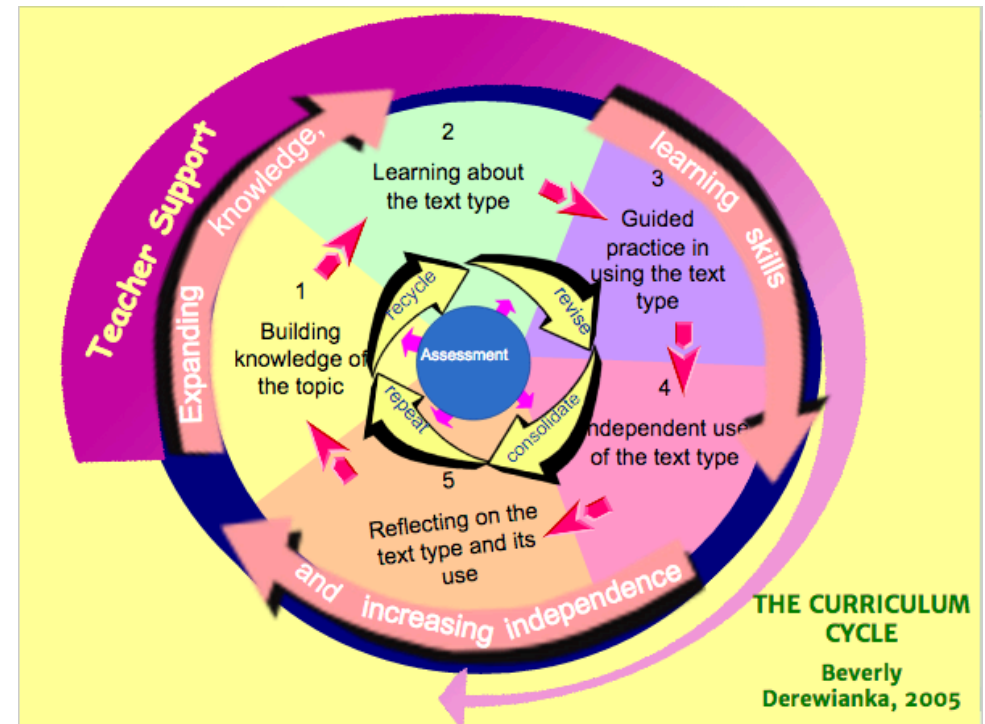 Teacher Support
Expanding knowledge,
learning skills
and increasing independence
1
Building
knowledge of
the topic
2
Learning about
the text type
3
Guided
practice in
using the text
type
4
ndependent use
of the text type
5
Reflecting on the
text type and its
use
recycle
revise
consolidate
repeat
Assessment
THE CURRICULUM
CYCLE
Beverly
Derewianka, 2005